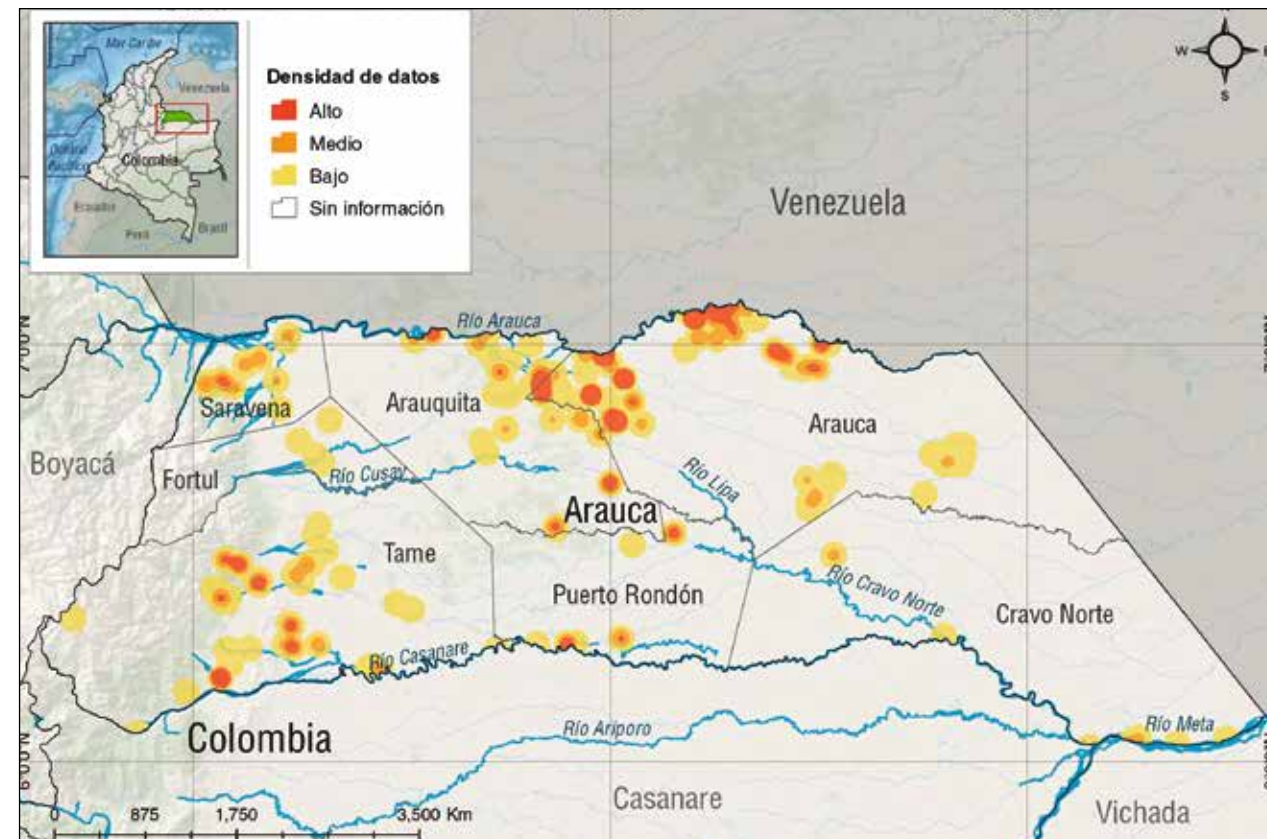 Mar Caribe
Venezuela
Océano
Pacífico
Colombia
Ecuador
Perú
Brasil
Densidad de datos
Alto
Medio
Bajo
Sin información
W
S
Venezuela
Río Arauca
Saravena
Arauquita
Arauca
Boyacá
Fortul
Río Cusay
Río Lipa
Arauca
Tame
Puerto Rondón
Río Cravo Norte
Cravo Norte
Río Casanare
Colombia
Río Ariporo
Río Meta
Casanare
Vichada
0 875 1,750 3,500 Km